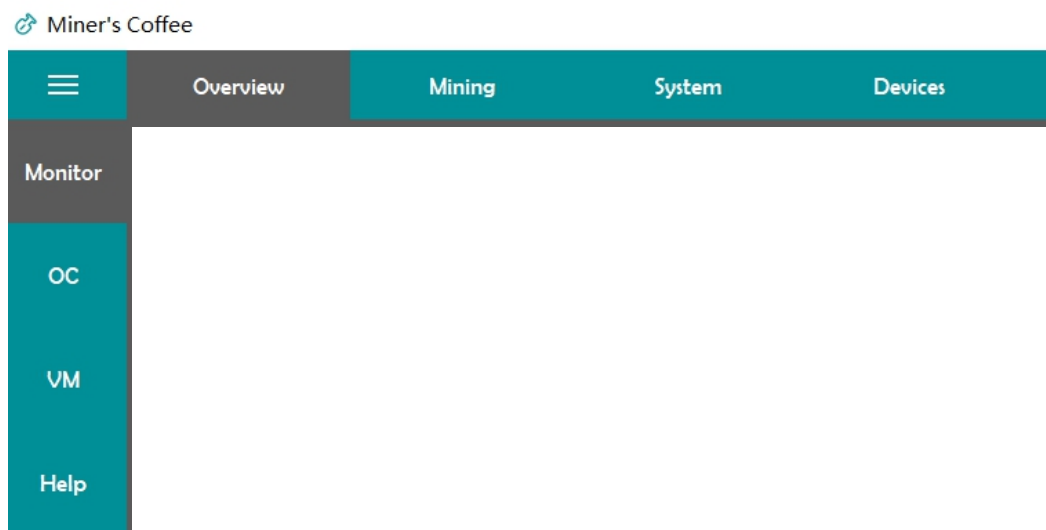 Miner's Coffee
Overview Mining System Devices
Monitor
OC
VM
Help